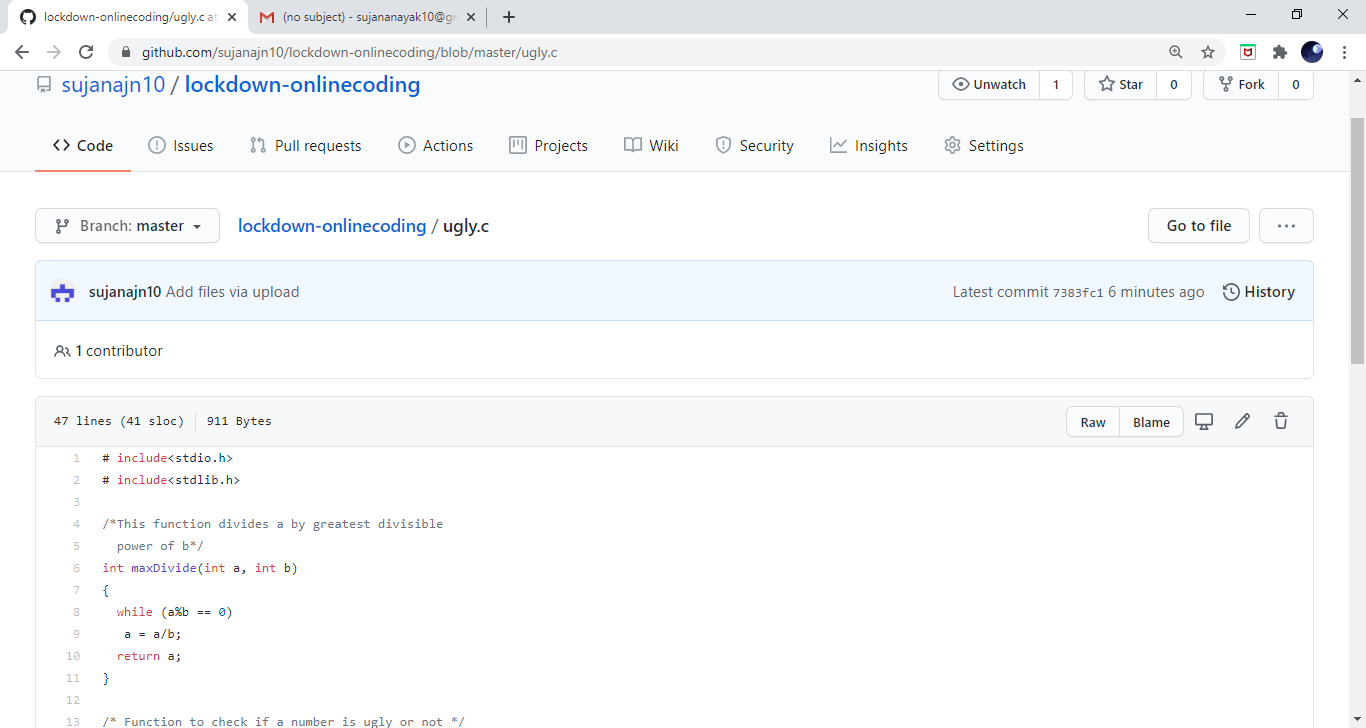 lockdown-onlinecoding/ugly.c at
(no subject) - sujananayak10@gm
github.com/sujanajn10/lockdown-onlinecoding/blob/master/ugly.c
sujanajn10 / lockdown-onlinecoding
Unwatch 1 Star 0 Fork 0
Code Issues Pull requests Actions Projects Wiki Security Insights Settings
Branch: master lockdown-onlinecoding / ugly.c Go to file ...
sujanajn10 Add files via upload Latest commit 7383fc1 6 minutes ago History
1 contributor
47 lines (41 sloc) 911 Bytes Raw Blame
1 # include<stdio.h>
2 # include<stdlib.h>
3
4 /*This function divides a by greatest divisible
5 power of b*/
6 int maxDivide(int a, int b)
7 {
8 while (a%b == 0)
9 a = a/b;
10 return a;
11 }
12
13 /* Function to check if a number is ugly or not */